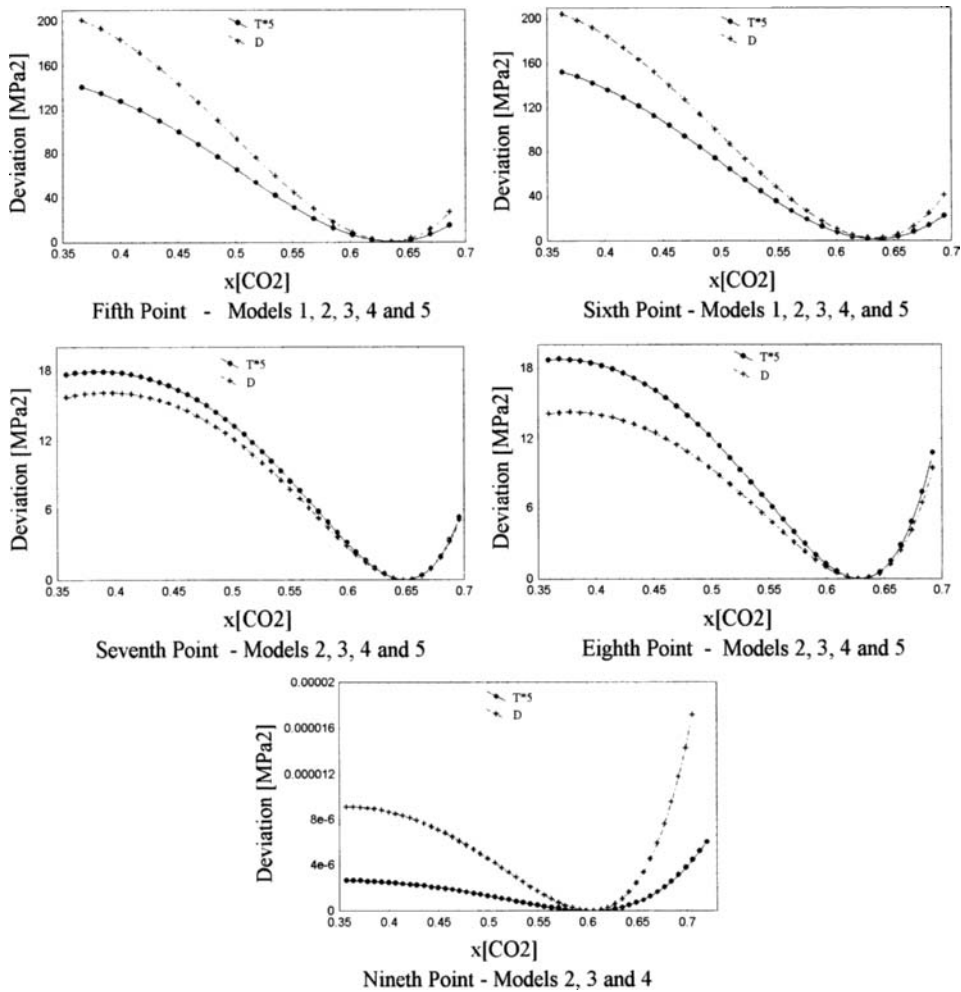 T*5
D
Deviation [MPa2]
200
160
120
80
40
0
0.35 0.4 0.45 0.5 0.55 0.6 0.65 0.7
x[CO2]
Fifth Point - Models 1, 2, 3, 4 and 5
T*5
D
Deviation [MPa2]
200
160
120
80
40
0
0.35 0.4 0.45 0.5 0.55 0.6 0.65 0.7
x[CO2]
Sixth Point - Models 1, 2, 3, 4, and 5
T*5
D
Deviation [MPa2]
18
12
6
0
0.35 0.4 0.45 0.5 0.55 0.6 0.65 0.7
x[CO2]
Seventh Point - Models 2, 3, 4 and 5
T*5
D
Deviation [MPa2]
18
12
6
0
0.35 0.4 0.45 0.5 0.55 0.6 0.65 0.7
x[CO2]
Eighth Point - Models 2, 3, 4 and 5
T*5
D
Deviation [MPa2]
0.00002
0.000016
0.000012
8e-6
4e-6
0
0.35 0.4 0.45 0.5 0.55 0.6 0.65 0.7
x[CO2]
Nineth Point - Models 2, 3 and 4